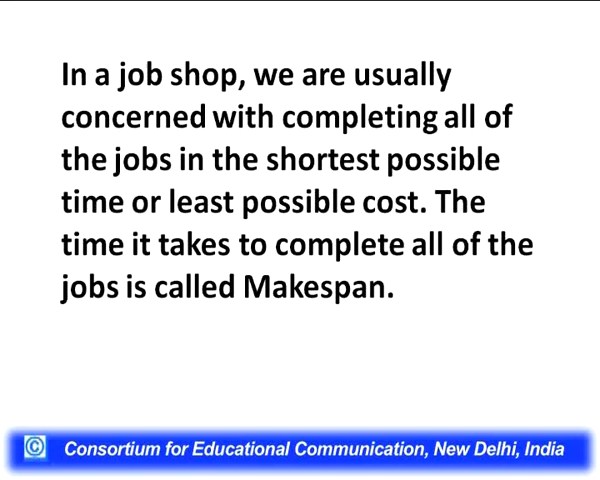 In a job shop, we are usually
concerned with completing all of
the jobs in the shortest possible
time or least possible cost. The
time it takes to complete all of the
jobs is called Makespan.
© Consortium for Educational Communication, New Delhi, India